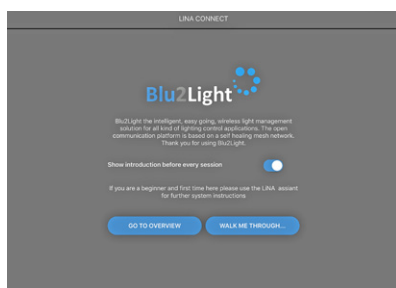 LINA CONNECT
Blu2Light
Blu2Light the intelligent, easy going, wireless light management
solution for all kind of lighting control applications. The open
communication platform is based on a self healing mesh network.
Thank you for using Blu2Light.
Show introduction before every session
If you are a beginner and first time here please use the LINA assiant
for further system instructions
GO TO OVERVIEW
WALK ME THROUGH...